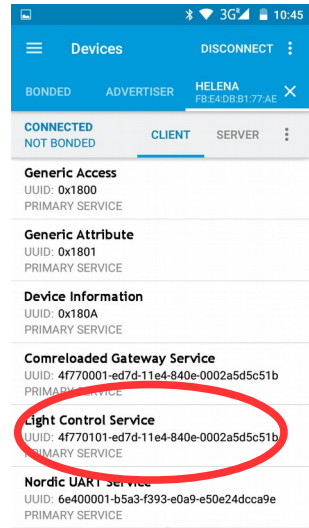 3G R 10:45
Devices DISCONNECT
BONDED ADVERTISER HELENA
FB:E4:DB:B1:77:AE
CONNECTED
NOT BONDED CLIENT SERVER
Generic Access
UUID: 0x1800
PRIMARY SERVICE
Generic Attribute
UUID: 0x1801
PRIMARY SERVICE
Device Information
UUID: 0x180A
PRIMARY SERVICE
Comreloaded Gateway Service
UUID: 4f770001-ed7d-11e4-840e-0002a5d5c51b
PRIMARY SERVICE
Light Control Service
UUID: 4f770101-ed7d-11e4-840e-0002a5d5c51b
PRIMARY SERVICE
Nordic UART Service
UUID: 6e400001-b5a3-f393-e0a9-e50e24dcca9e
PRIMARY SERVICE